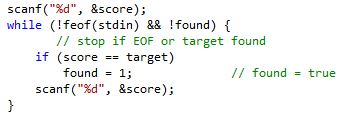 scanf("%d", &score);
while (!feof(stdin) && !found) {
// stop if EOF or target found
if (score == target)
found = 1; // found = true
scanf("%d", &score);
}